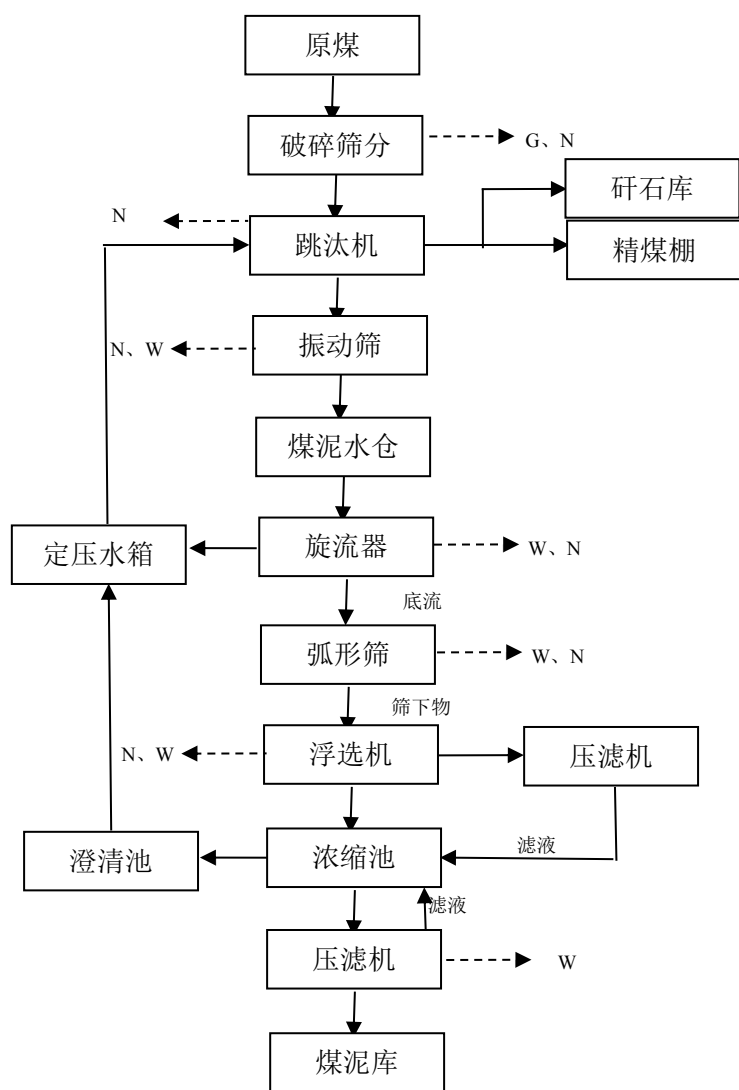 原煤
破碎筛分
G、N
矸石库
N
跳汰机
精煤棚
N、W
振动筛
煤泥水仓
定压水箱
旋流器
W、N
底流
弧形筛
W、N
筛下物
N、W
浮选机
压滤机
澄清池
浓缩池
滤液
滤液
压滤机
W
煤泥库